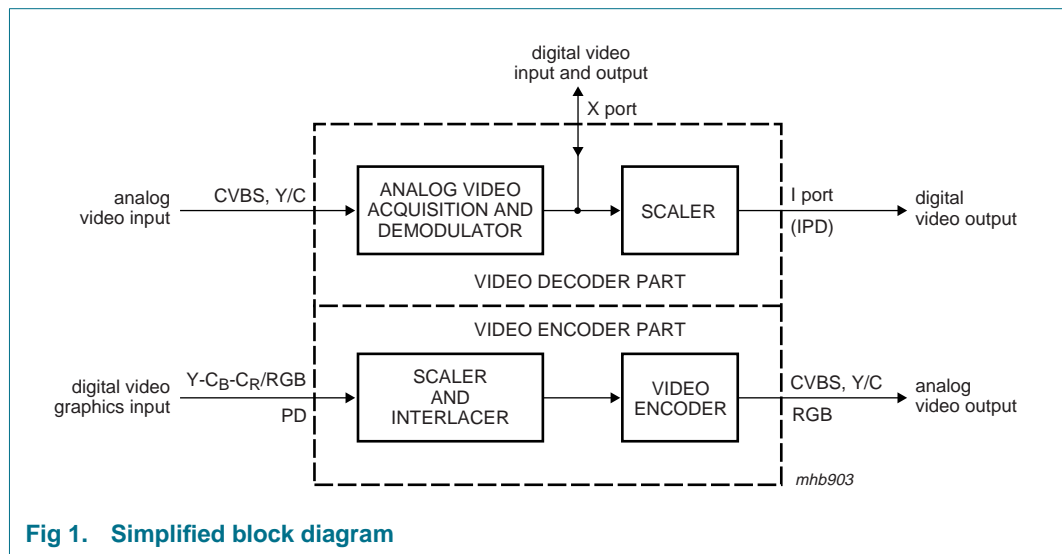 digital video
input and output
X port
analog
video input
CVBS, Y/C
ANALOG VIDEO
ACQUISITION AND
DEMODULATOR
SCALER
I port
(IPD)
digital
video output
VIDEO DECODER PART
VIDEO ENCODER PART
digital video
graphics input
Y-CB-CR/RGB
PD
SCALER
AND
INTERLACER
VIDEO
ENCODER
CVBS, Y/C
RGB
analog
video output
mhb903
Fig 1. Simplified block diagram